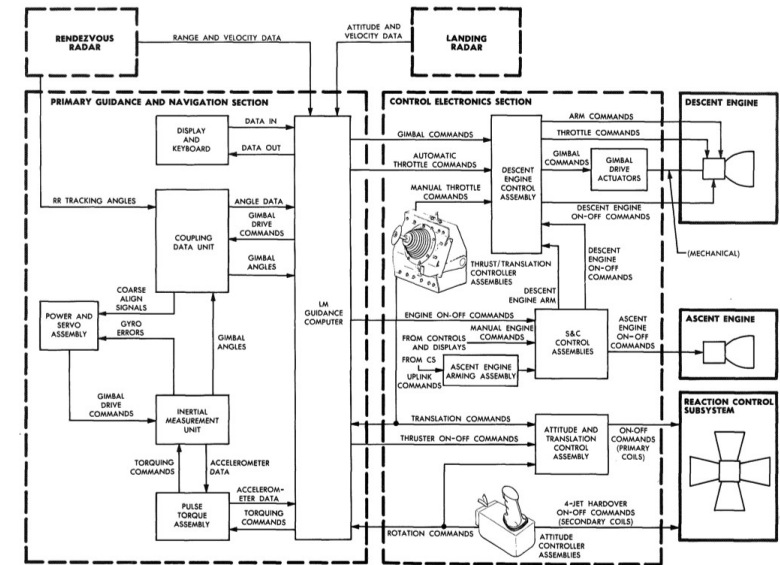 RENDEZVOUS
RADAR
RANGE AND VELOCITY DATA
ATTITUDE AND
VELOCITY DATA
LANDING
RADAR
PRIMARY GUIDANCE AND NAVIGATION SECTION
CONTROL ELECTRONICS SECTION
DESCENT ENGINE
DISPLAY
AND
KEYBOARD
DATA IN
DATA OUT
RR TRACKING ANGLES
COUPLING
DATA UNIT
ANGLE DATA
GIMBAL
DRIVE
COMMANDS
GIMBAL
ANGLES
COARSE
ALIGN
SIGNALS
POWER AND
SERVO
ASSEMBLY
GYRO
ERRORS
GIMBAL
ANGLES
LM
GUIDANCE
COMPUTER
GIMBAL
DRIVE
COMMANDS
INERTIAL
MEASUREMENT
UNIT
TORQUING
COMMANDS
ACCELEROMETER
DATA
PULSE
TORQUE
ASSEMBLY
ACCELEROM-
ETER DATA
TORQUING
COMMANDS
GIMBAL COMMANDS
AUTOMATIC
THROTTLE COMMANDS
MANUAL THROTTLE
COMMANDS
DESCENT
ENGINE
CONTROL
ASSEMBLY
ARM COMMANDS
THROTTLE COMMANDS
GIMBAL
COMMANDS
GIMBAL
DRIVE
ACTUATORS
DESCENT ENGINE
ON-OFF COMMANDS
(MECHANICAL)
THRUST/TRANSLATION
CONTROLLER
ASSEMBLIES
DESCENT
ENGINE ARM
DESCENT
ENGINE
ON-OFF
COMMANDS
ENGINE ON-OFF COMMANDS
MANUAL ENGINE
COMMANDS
FROM CONTROLS
AND DISPLAYS
FROM CS
UPLINK
COMMANDS
ASCENT ENGINE
ARMING ASSEMBLY
S&C
CONTROL
ASSEMBLIES
ASCENT
ENGINE
ON-OFF
COMMANDS
ASCENT ENGINE
REACTION CONTROL
SUBSYSTEM
TRANSLATION COMMANDS
THRUSTER ON-OFF COMMANDS
ATTITUDE AND
TRANSLATION
CONTROL
ASSEMBLY
ON-OFF
COMMANDS
(PRIMARY
COILS)
4-JET HARDOVER
ON-OFF COMMANDS
(SECONDARY COILS)
ROTATION COMMANDS
ATTITUDE
CONTROLLER
ASSEMBLIES